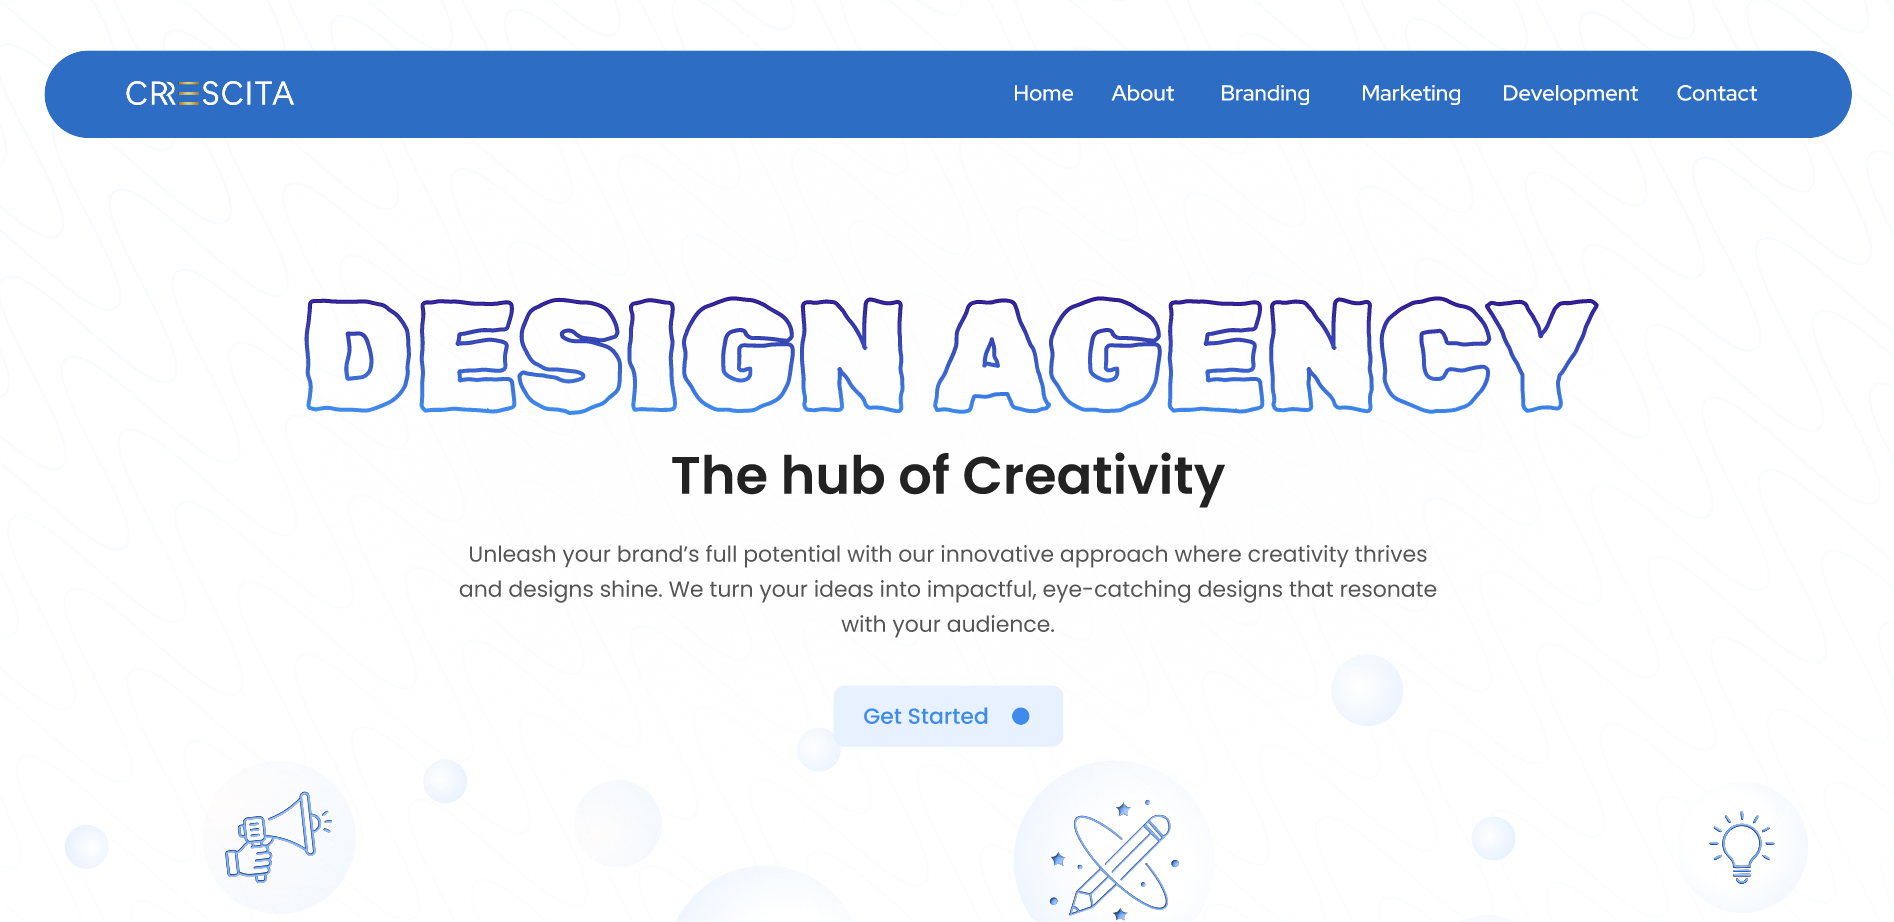 CRESCITA
Home About Branding Marketing Development Contact
DESIGN AGENCY
The hub of Creativity
Unleash your brand’s full potential with our innovative approach where creativity thrives
and designs shine. We turn your ideas into impactful, eye-catching designs that resonate
with your audience.
Get Started